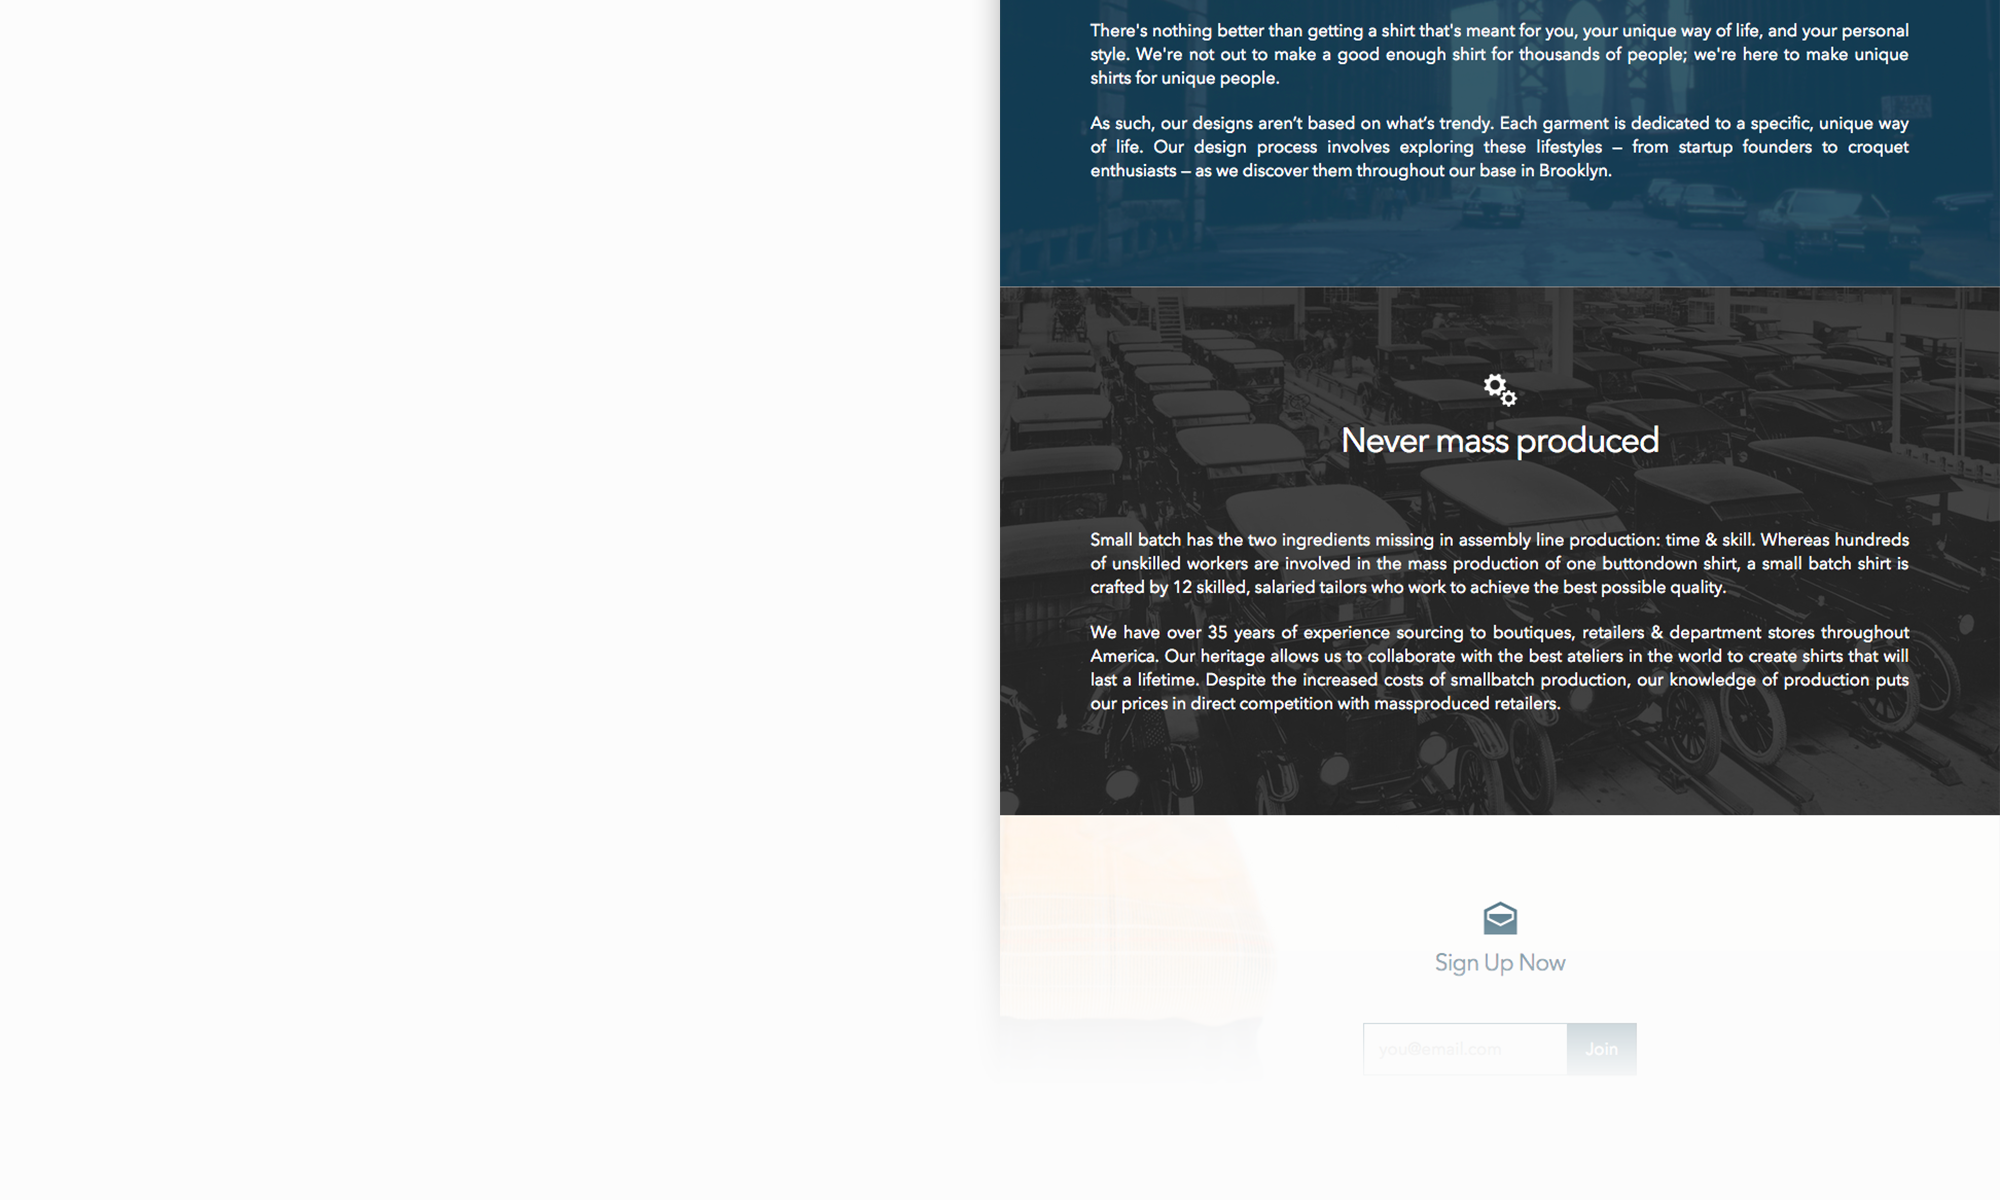 There's nothing better than getting a shirt that's meant for you, your unique way of life, and your personal
style. We're not out to make a good enough shirt for thousands of people; we're here to make unique
shirts for unique people.
As such, our designs aren’t based on what’s trendy. Each garment is dedicated to a specific, unique way
of life. Our design process involves exploring these lifestyles – from startup founders to croquet
enthusiasts – as we discover them throughout our base in Brooklyn.
Never mass produced
Small batch has the two ingredients missing in assembly line production: time & skill. Whereas hundreds
of unskilled workers are involved in the mass production of one buttondown shirt, a small batch shirt is
crafted by 12 skilled, salaried tailors who work to achieve the best possible quality.
We have over 35 years of experience sourcing to boutiques, retailers & department stores throughout
America. Our heritage allows us to collaborate with the best ateliers in the world to create shirts that will
last a lifetime. Despite the increased costs of smallbatch production, our knowledge of production puts
our prices in direct competition with massproduced retailers.
Sign Up Now
you@email.com
Join